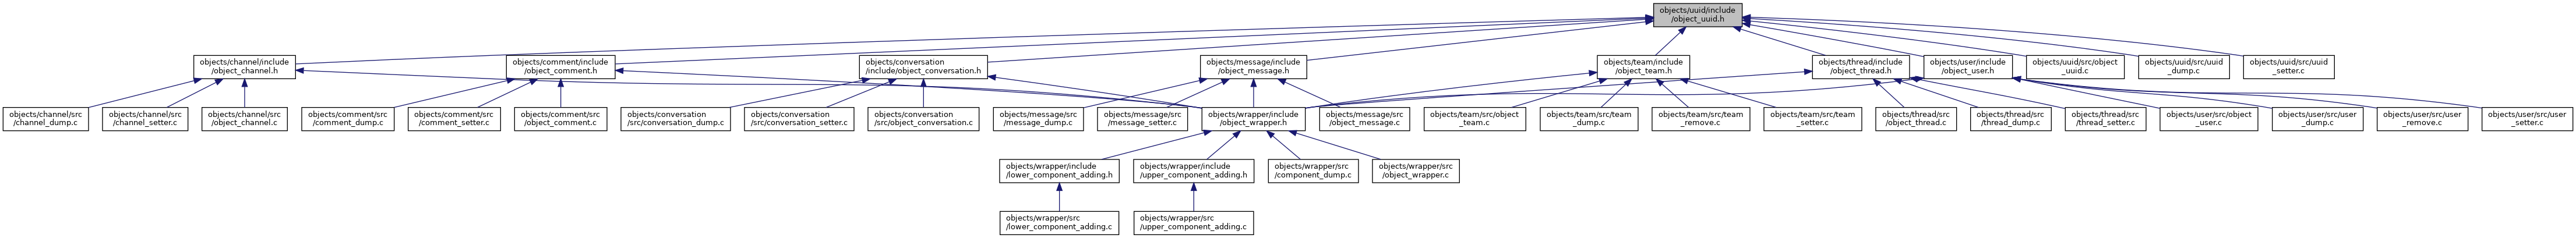 objects/uuid/include
/object_uuid.h
objects/channel/include
/object_channel.h
objects/comment/include
/object_comment.h
objects/conversation
/include/object_conversation.h
objects/message/include
/object_message.h
objects/team/include
/object_team.h
objects/thread/include
/object_thread.h
objects/user/include
/object_user.h
objects/uuid/src/object
_uuid.c
objects/uuid/src/uuid
_dump.c
objects/uuid/src/uuid
_setter.c
objects/channel/src
/channel_dump.c
objects/channel/src
/channel_setter.c
objects/channel/src
/object_channel.c
objects/comment/src
/comment_dump.c
objects/comment/src
/comment_setter.c
objects/comment/src
/object_comment.c
objects/conversation
/src/conversation_dump.c
objects/conversation
/src/conversation_setter.c
objects/conversation
/src/object_conversation.c
objects/message/src
/message_dump.c
objects/message/src
/message_setter.c
objects/wrapper/include
/object_wrapper.h
objects/message/src
/object_message.c
objects/team/src/object
_team.c
objects/team/src/team
_dump.c
objects/team/src/team
_remove.c
objects/team/src/team
_setter.c
objects/thread/src
/object_thread.c
objects/thread/src
/thread_dump.c
objects/thread/src
/thread_setter.c
objects/user/src/object
_user.c
objects/user/src/user
_dump.c
objects/user/src/user
_remove.c
objects/user/src/user
_setter.c
objects/wrapper/include
/lower_component_adding.h
objects/wrapper/include
/upper_component_adding.h
objects/wrapper/src
/component_dump.c
objects/wrapper/src
/object_wrapper.c
objects/wrapper/src
/lower_component_adding.c
objects/wrapper/src
/upper_component_adding.c